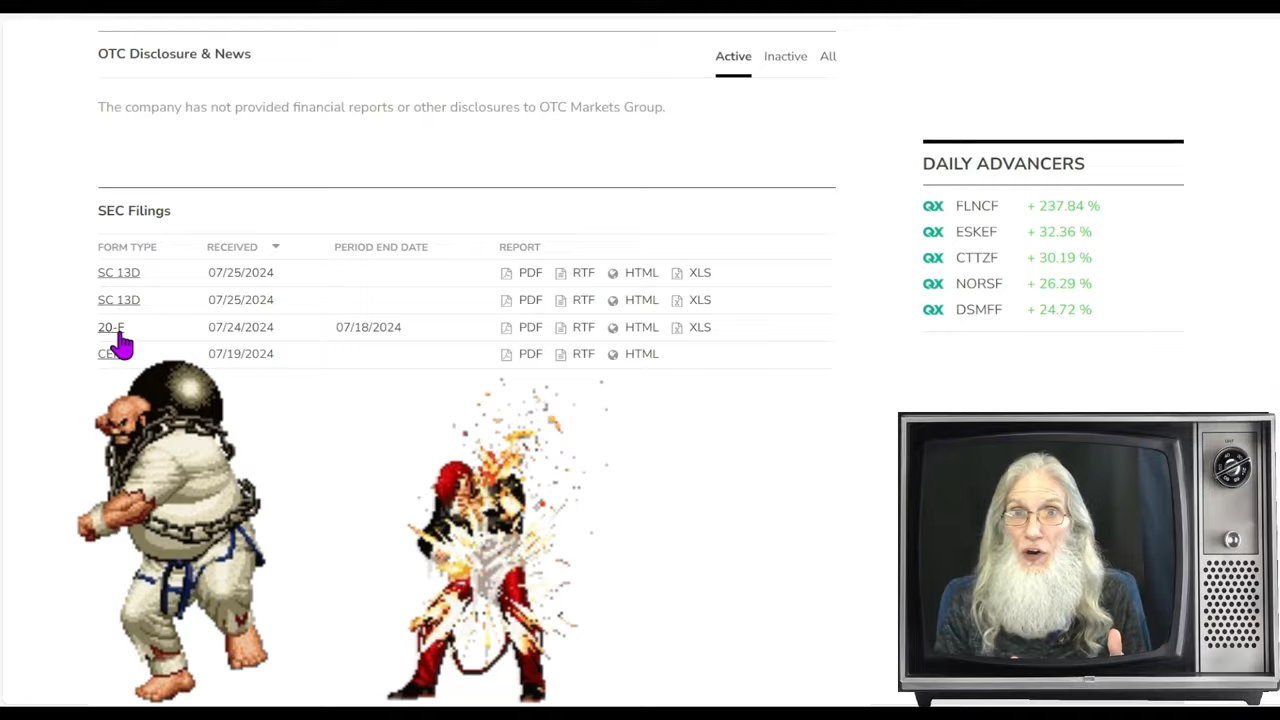 OTC Disclosure & News
Active Inactive All
The company has not provided financial reports or other disclosures to OTC Markets Group.
SEC Filings
FORM TYPE RECEIVED PERIOD END DATE REPORT
SC 13D 07/25/2024 PDF RTF HTML XLS
SC 13D 07/25/2024 PDF RTF HTML XLS
20-F 07/24/2024 07/18/2024 PDF RTF HTML XLS
07/19/2024 PDF RTF HTML
DAILY ADVANCERS
QX FLNCF + 237.84 %
QX ESKEF + 32.36 %
QX CTTZF + 30.19 %
QX NORSF + 26.29 %
QX DSMFF + 24.72 %